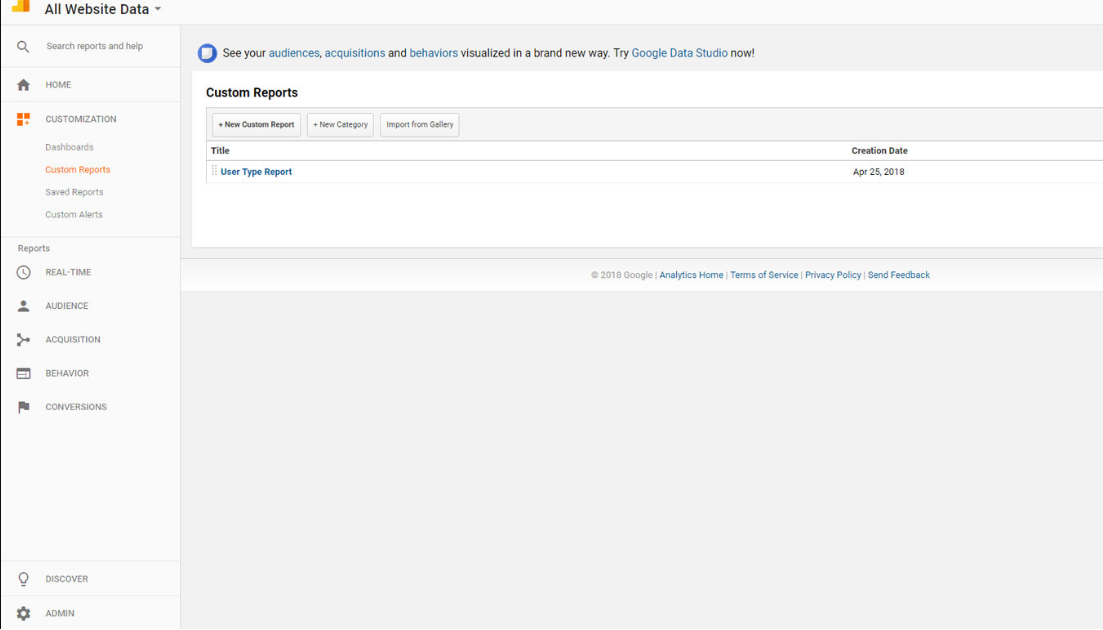 All Website Data
Search reports and help
HOME
CUSTOMIZATION
Dashboards
Custom Reports
Saved Reports
Custom Alerts
Reports
REAL-TIME
AUDIENCE
ACQUISITION
BEHAVIOR
CONVERSIONS
DISCOVER
ADMIN
See your audiences, acquisitions and behaviors visualized in a brand new way. Try Google Data Studio now!
Custom Reports
+ New Custom Report + New Category Import from Gallery
Title Creation Date
User Type Report Apr 25, 2018
© 2018 Google | Analytics Home | Terms of Service | Privacy Policy | Send Feedback